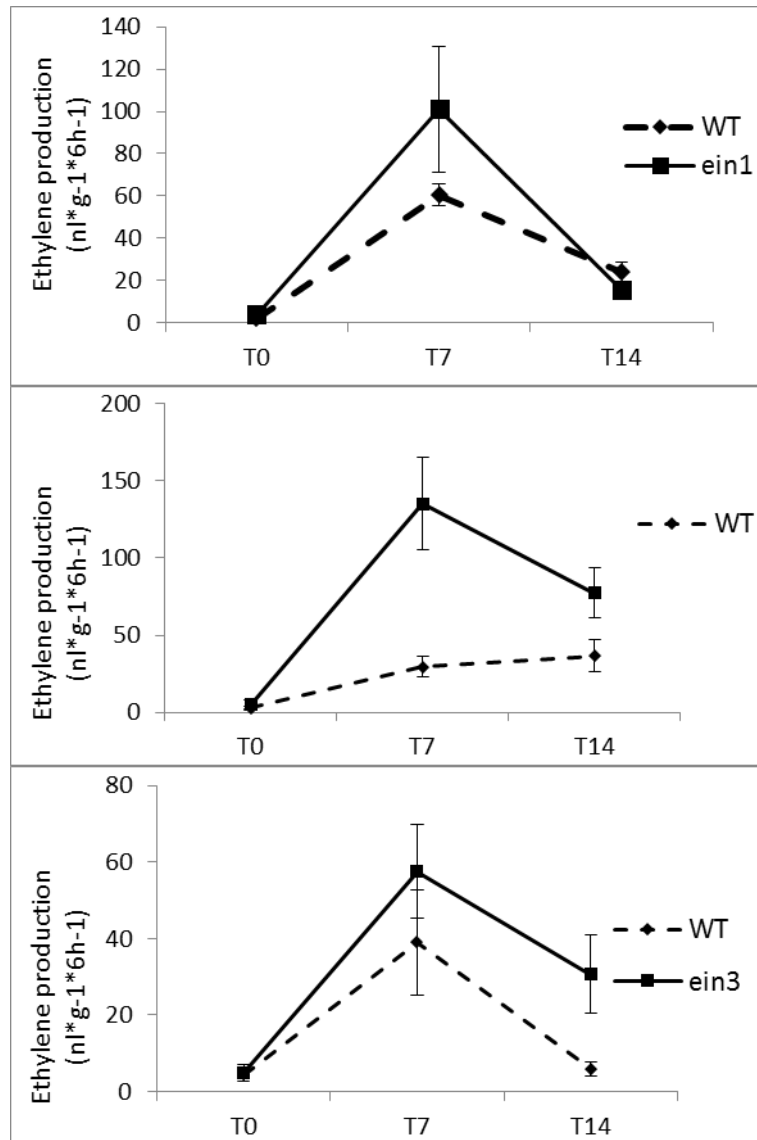 Ethylene production
(nl*g-1*6h-1)
140
120
100
80
60
40
20
0
T0 T7 T14
WT
ein1
Ethylene production
(nl*g-1*6h-1)
200
150
100
50
0
T0 T7 T14
WT
Ethylene production
(nl*g-1*6h-1)
80
60
40
20
0
T0 T7 T14
WT
ein3